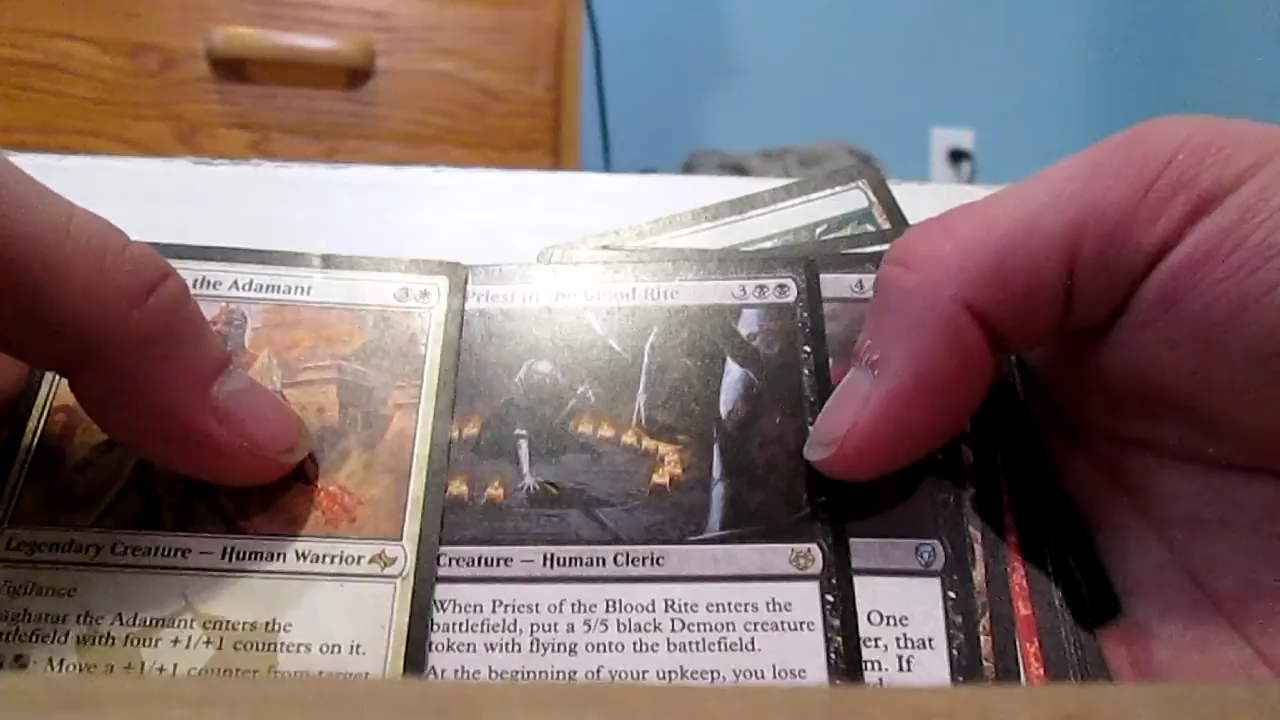 the Adamant
3
Legendary Creature — Human Warrior
Vigilance
aghatar the Adamant enters the
ttlefield with four +1/+1 counters on it.
: Move a +1/+1 counter from target
Priest of the Blood Rite
3
Creature — Human Cleric
When Priest of the Blood Rite enters the
battlefield, put a 5/5 black Demon creature
token with flying onto the battlefield.
At the beginning of your upkeep, you lose
4
One
er, that
m. If